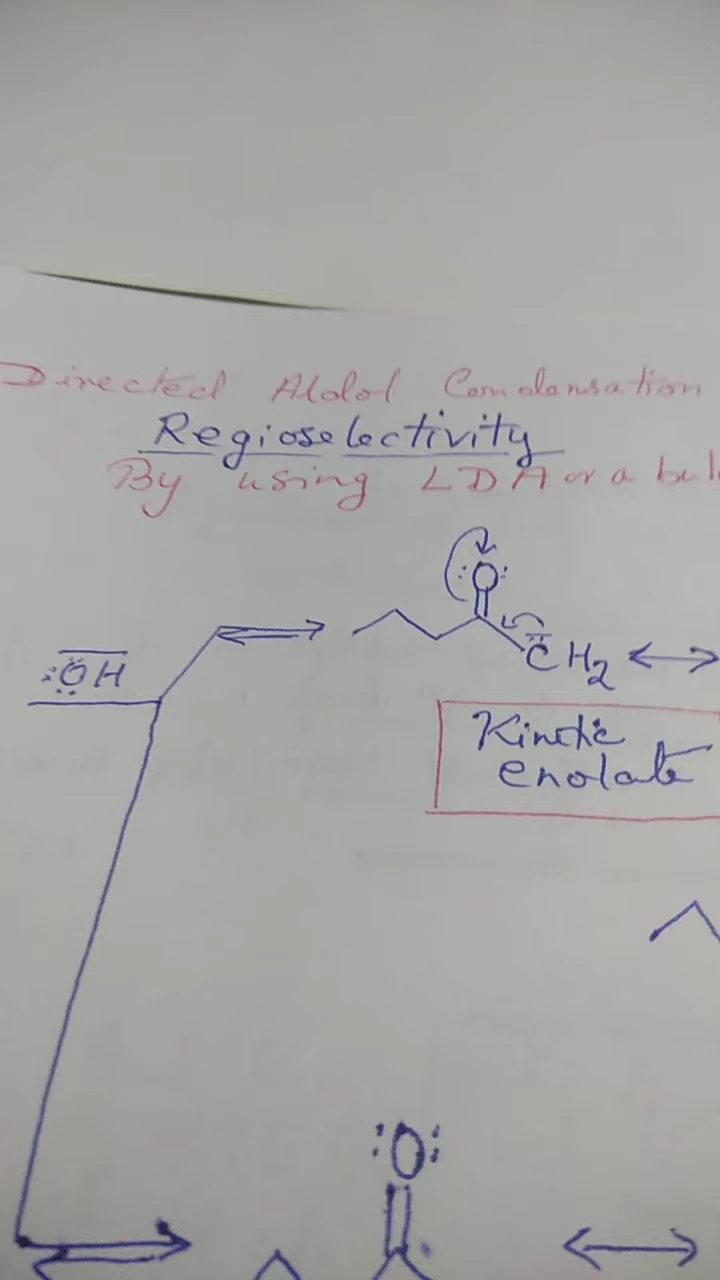 Directed Aldol Condensation
Regioselectivity
By using LDA or a
:O:
:ÖH
CH2
Kinetic
enolate
:O: